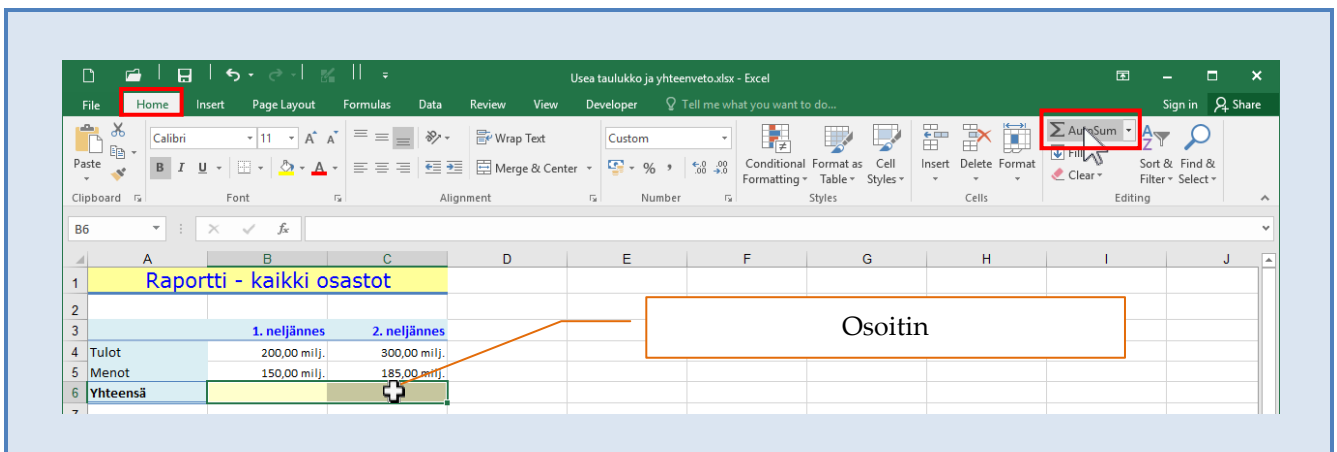 Usea taulukko ja yhteenveto.xlsx - Excel
File Home Insert Page Layout Formulas Data Review View Developer Tell me what you want to do... Sign in Share
Paste
Clipboard
Calibri 11 A A
B I U A
Font
Wrap Text
Merge & Center
Alignment
Custom
% ,
Number
Conditional Formatting
Format as Table
Cell Styles
Styles
Insert Delete Format
Cells
AutoSum
Fill
Clear
Sort & Filter
Find & Select
Editing
B6 fx
A B C D E F G H I J
1 Raportti - kaikki osastot
2
3 1. neljännes 2. neljännes
4 Tulot 200,00 milj. 300,00 milj.
5 Menot 150,00 milj. 185,00 milj.
6 Yhteensä
7
Osoitin